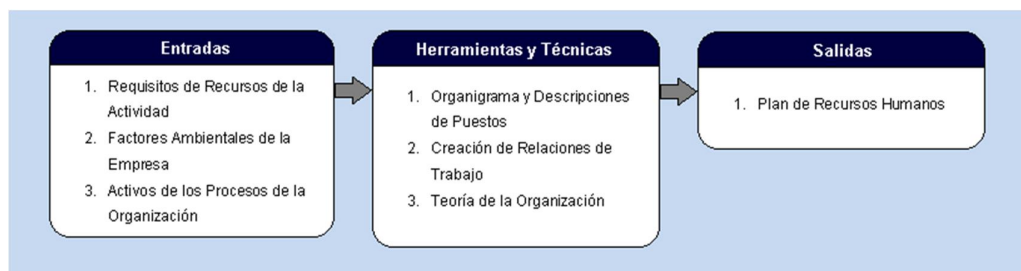 Entradas
1. Requisitos de Recursos de la
Actividad
2. Factores Ambientales de la
Empresa
3. Activos de los Procesos de la
Organización
Herramientas y Técnicas
1. Organigrama y Descripciones
de Puestos
2. Creación de Relaciones de
Trabajo
3. Teoría de la Organización
Salidas
1. Plan de Recursos Humanos